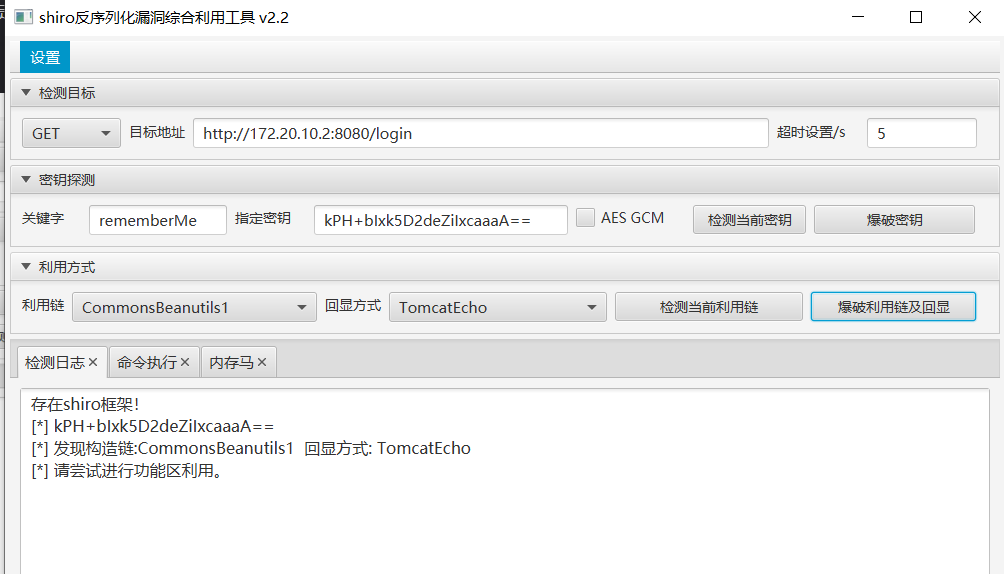 shiro反序列化漏洞综合利用工具 v2.2
设置
检测目标
GET 目标地址 http://172.20.10.2:8080/login 超时设置/s 5
密钥探测
关键字 rememberMe 指定密钥 kPH+bIxk5D2deZiIxcaaaA== AES GCM 检测当前密钥 爆破密钥
利用方式
利用链 CommonsBeanutils1 回显方式 TomcatEcho 检测当前利用链 爆破利用链及回显
检测日志× 命令执行× 内存马×
存在shiro框架！
[*] kPH+bIxk5D2deZiIxcaaaA==
[*] 发现构造链:CommonsBeanutils1 回显方式: TomcatEcho
[*] 请尝试进行功能区利用。